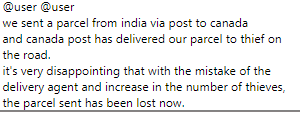 @user @user
we sent a parcel from india via post to canada
and canada post has delivered our parcel to thief on
the road.
it's very disappointing that with the mistake of the
delivery agent and increase in the number of thieves,
the parcel sent has been lost now.